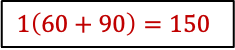 1(60 + 90) = 150